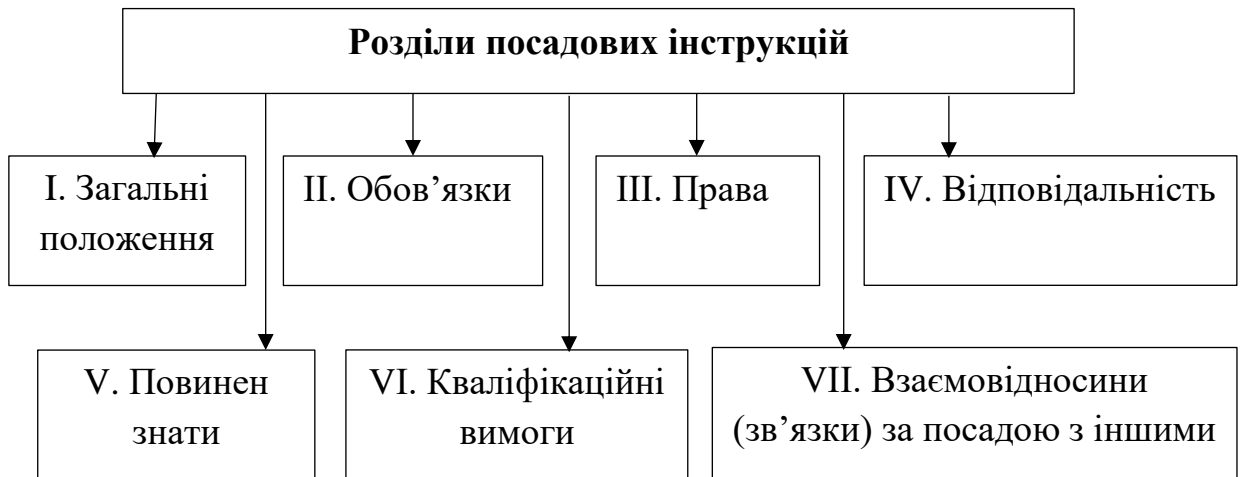 Розділи посадових інструкцій
I. Загальні
положення
II. Обов’язки
III. Права
IV. Відповідальність
V. Повинен
знати
VI. Кваліфікаційні
вимоги
VII. Взаємовідносини
(зв’язки) за посадою з іншими